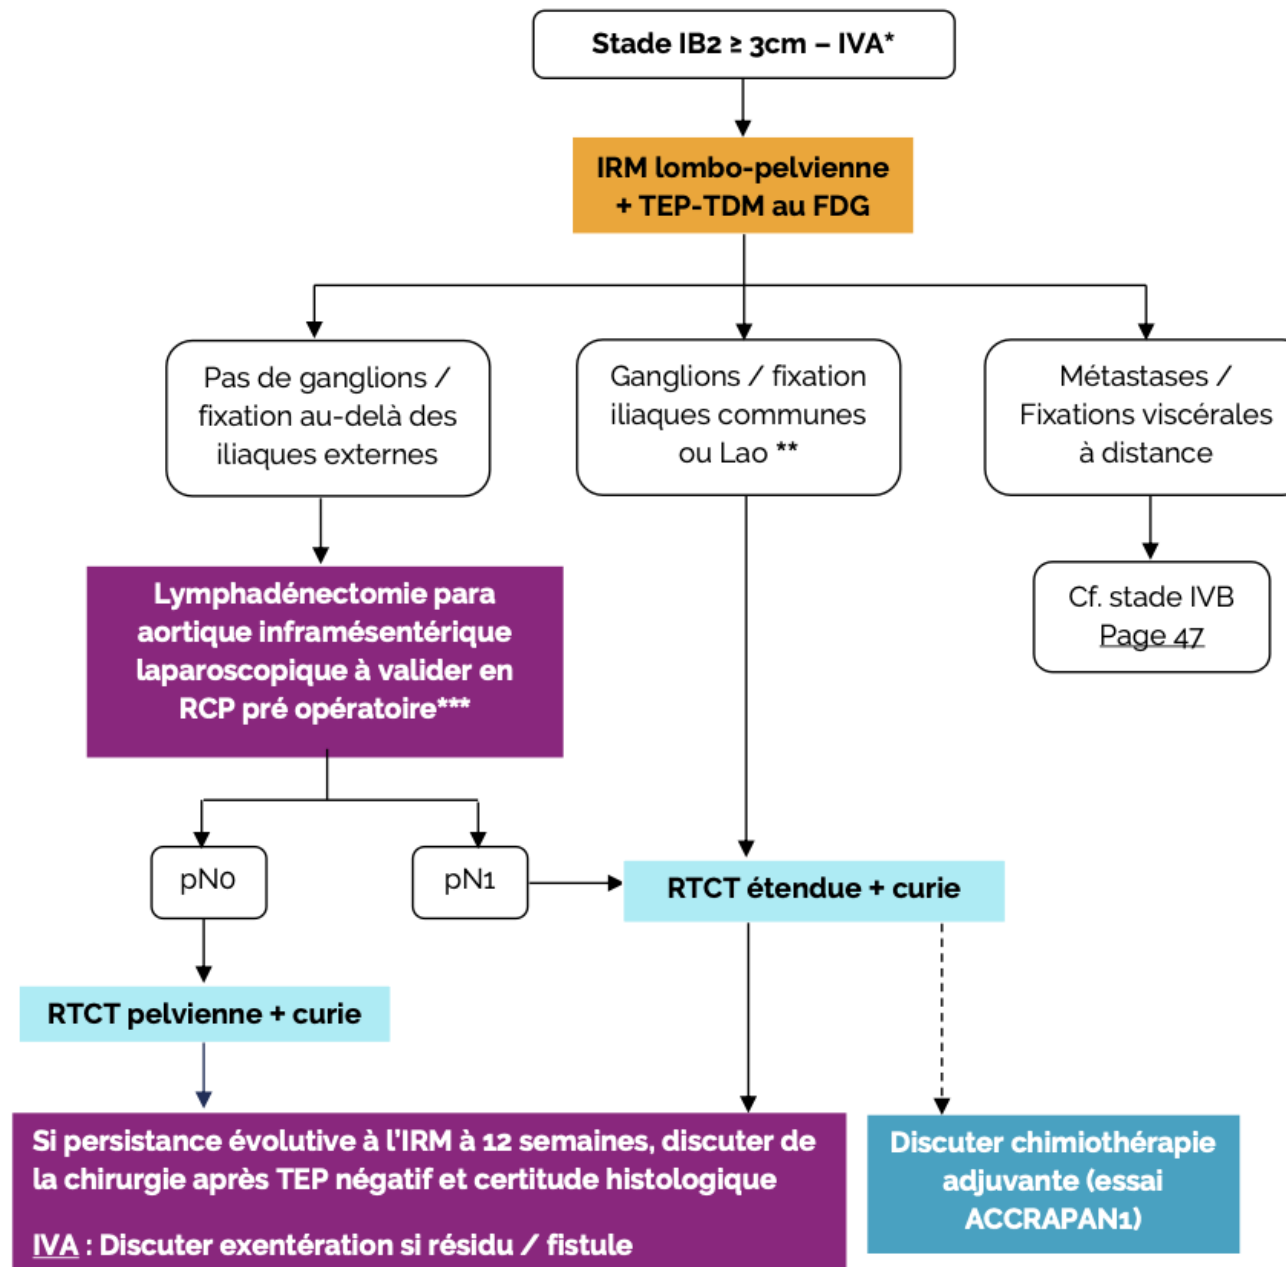 Stade IB2 ≥ 3cm – IVA*
IRM lombo-pelvienne
+ TEP-TDM au FDG
Pas de ganglions /
fixation au-delà des
iliaques externes
Ganglions / fixation
iliaques communes
ou Lao **
Métastases /
Fixations viscérales
à distance
Lymphadénectomie para
aortique inframésentérique
laparoscopique à valider en
RCP pré opératoire***
Cf. stade IVB
Page 47
pN0
pN1
RTCT étendue + curie
RTCT pelvienne + curie
Si persistance évolutive à l'IRM à 12 semaines, discuter de
la chirurgie après TEP négatif et certitude histologique
IVA : Discuter exentération si résidu / fistule
Discuter chimiothérapie
adjuvante (essai
ACCRAPAN1)